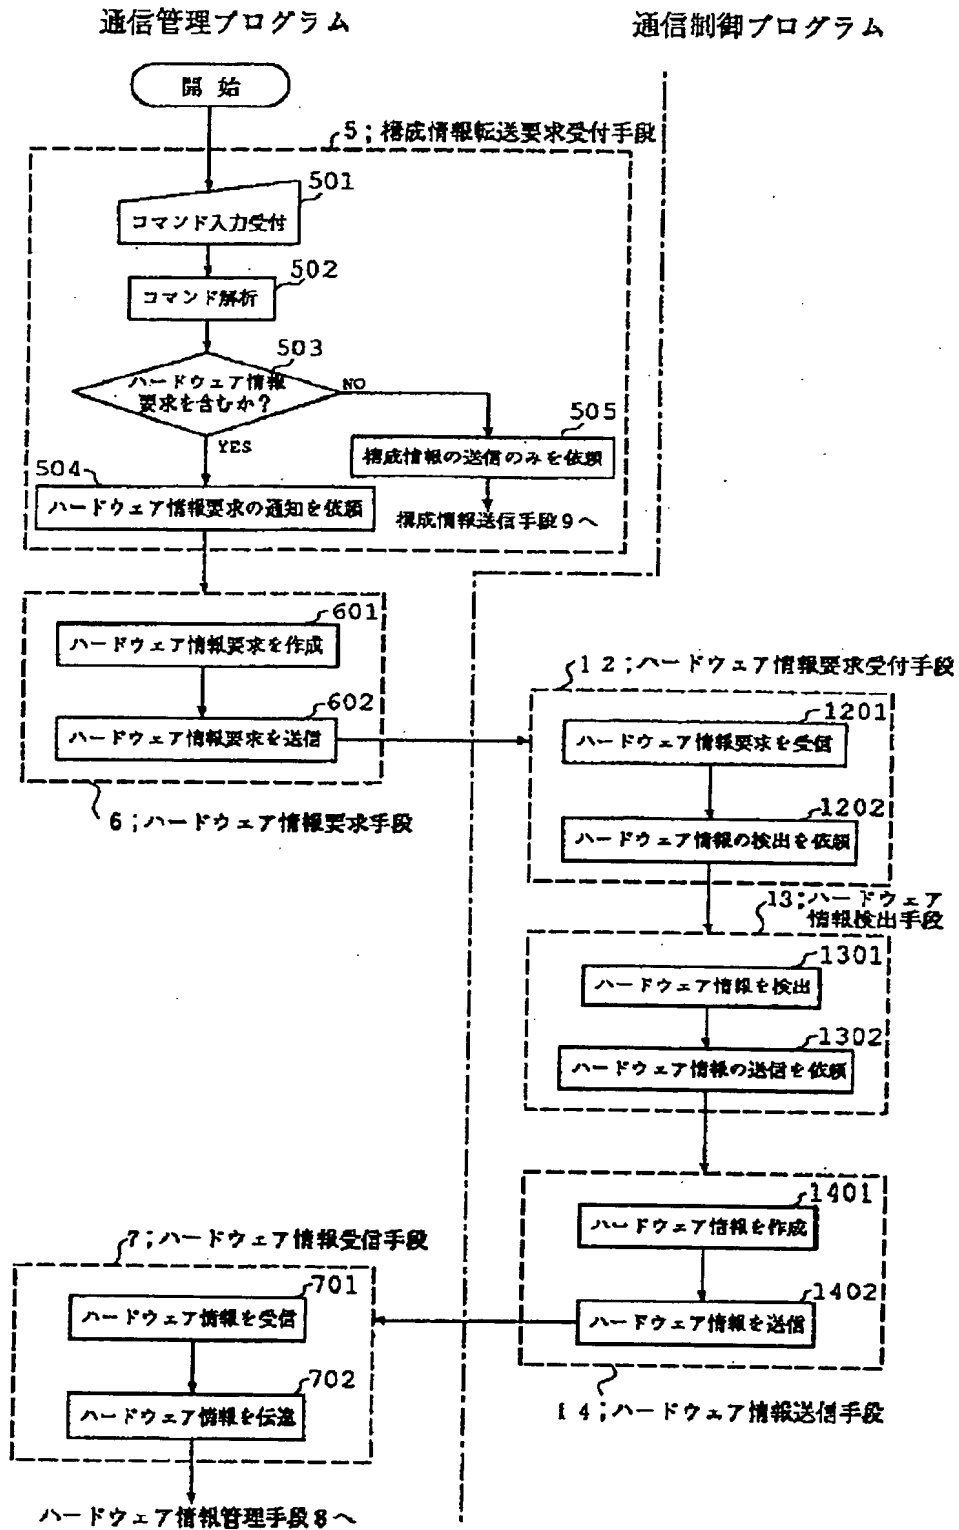 通信管理プログラム
通信制御プログラム
開始
5;構成情報転送要求受付手段
501
コマンド入力受付
502
コマンド解析
503
ハードウェア情報
要求を含むか?
NO
YES
505
構成情報の送信のみを依頼
構成情報送信手段9へ
504
ハードウェア情報要求の通知を依頼
601
ハードウェア情報要求を作成
602
ハードウェア情報要求を送信
6;ハードウェア情報要求手段
12;ハードウェア情報要求受付手段
1201
ハードウェア情報要求を受信
1202
ハードウェア情報の検出を依頼
13;ハードウェア
情報検出手段
1301
ハードウェア情報を検出
1302
ハードウェア情報の送信を依頼
1401
ハードウェア情報を作成
1402
ハードウェア情報を送信
14;ハードウェア情報送信手段
7;ハードウェア情報受信手段
701
ハードウェア情報を受信
702
ハードウェア情報を伝達
ハードウェア情報管理手段8へ